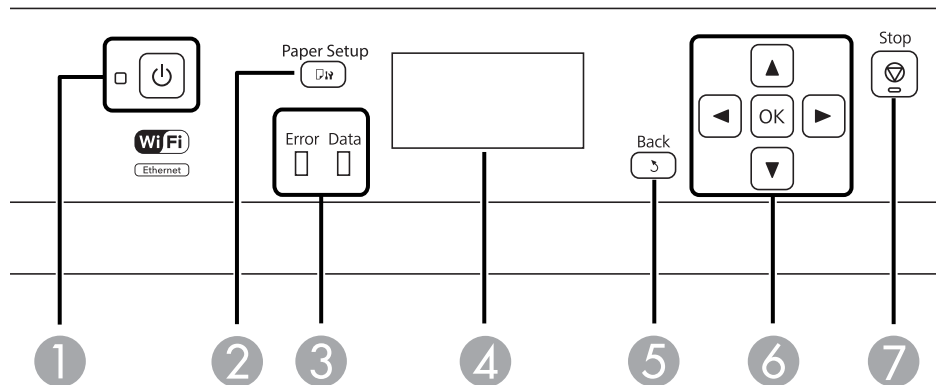 Paper Setup
Stop
OK
Error Data
WiFi
Ethernet
Back
1 2 3 4 5 6 7